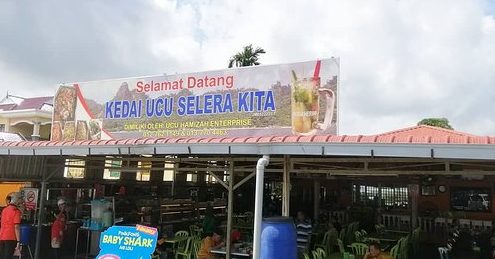 Selamat Datang
KEDAI UCU SELERA KITA
DIMILIKI OLEH: UCU HAMIZAH ENTERPRISE
BABY SHARK